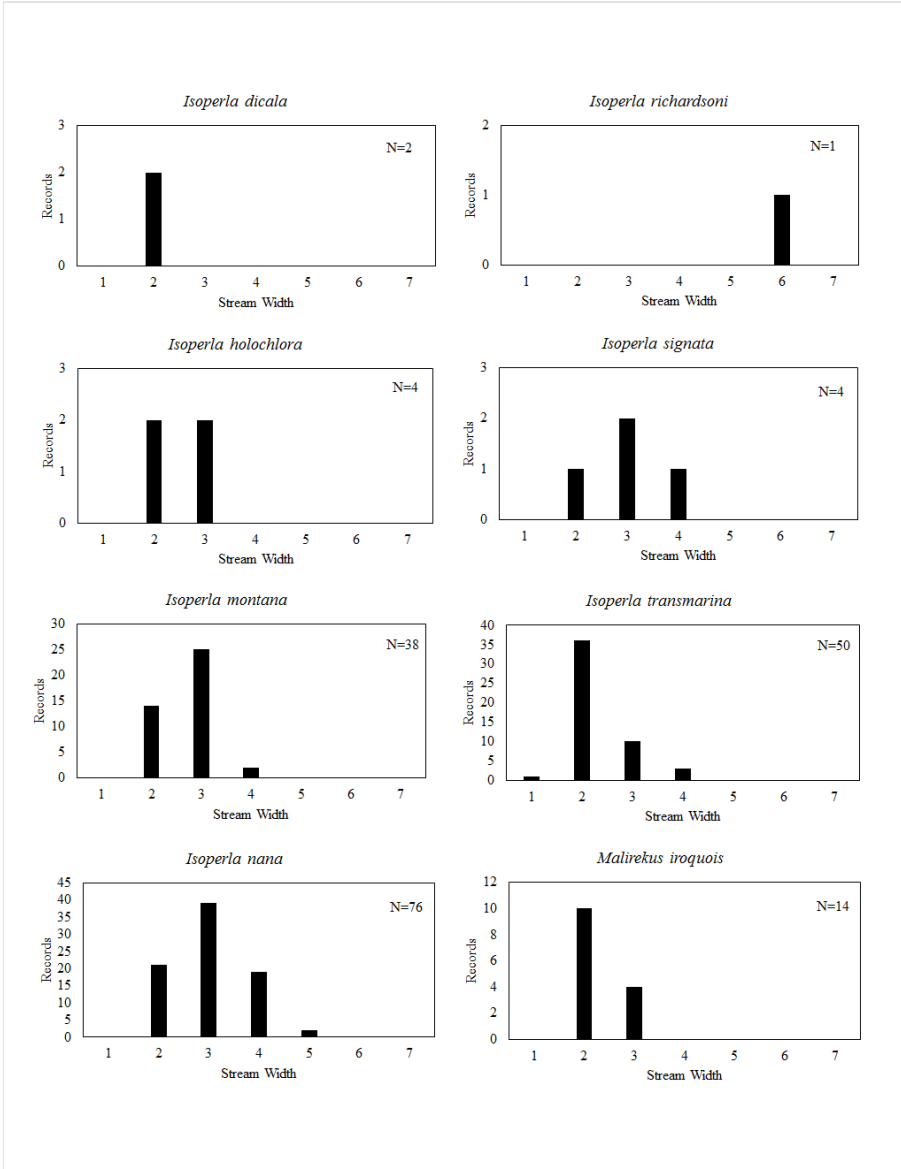 Isoperla dicala
3
2
1
0
Records
N=2
1 2 3 4 5 6 7
Stream Width
Isoperla richardsoni
2
1
0
Records
N=1
1 2 3 4 5 6 7
Stream Width
Isoperla holochlora
3
2
1
0
Records
N=4
1 2 3 4 5 6 7
Stream Width
Isoperla signata
3
2
1
0
Records
N=4
1 2 3 4 5 6 7
Stream Width
Isoperla montana
30
25
20
15
10
5
0
Records
N=38
1 2 3 4 5 6 7
Stream Width
Isoperla transmarina
40
35
30
25
20
15
10
5
0
Records
N=50
1 2 3 4 5 6 7
Stream Width
Isoperla nana
45
40
35
30
25
20
15
10
5
0
Records
N=76
1 2 3 4 5 6 7
Stream Width
Malirekus iroquois
12
10
8
6
4
2
0
Records
N=14
1 2 3 4 5 6 7
Stream Width